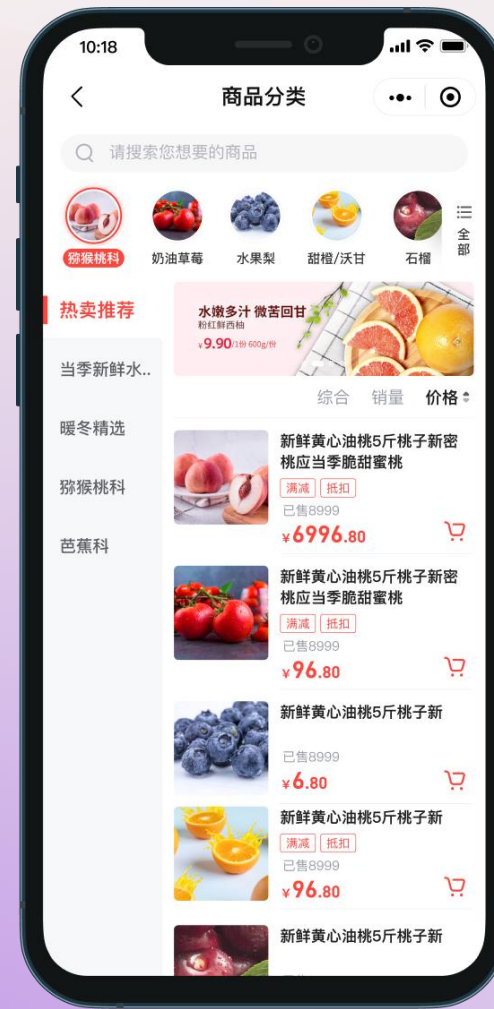 10:18
商品分类
请搜索您想要的商品
猕猴桃科
奶油草莓
水果梨
甜橙/沃甘
石榴
全部
热卖推荐
当季新鲜水..
暖冬精选
猕猴桃科
芭蕉科
水嫩多汁 微苦回甘
粉红鲜西柚
¥9.90/1份 600g/份
综合 销量 价格
新鲜黄心油桃5斤桃子新密
桃应当季脆甜蜜桃
满减 抵扣
已售8999
¥6996.80
新鲜黄心油桃5斤桃子新密
桃应当季脆甜蜜桃
满减 抵扣
已售8999
¥96.80
新鲜黄心油桃5斤桃子新
已售8999
¥6.80
新鲜黄心油桃5斤桃子新
满减 抵扣
已售8999
¥96.80
新鲜黄心油桃5斤桃子新